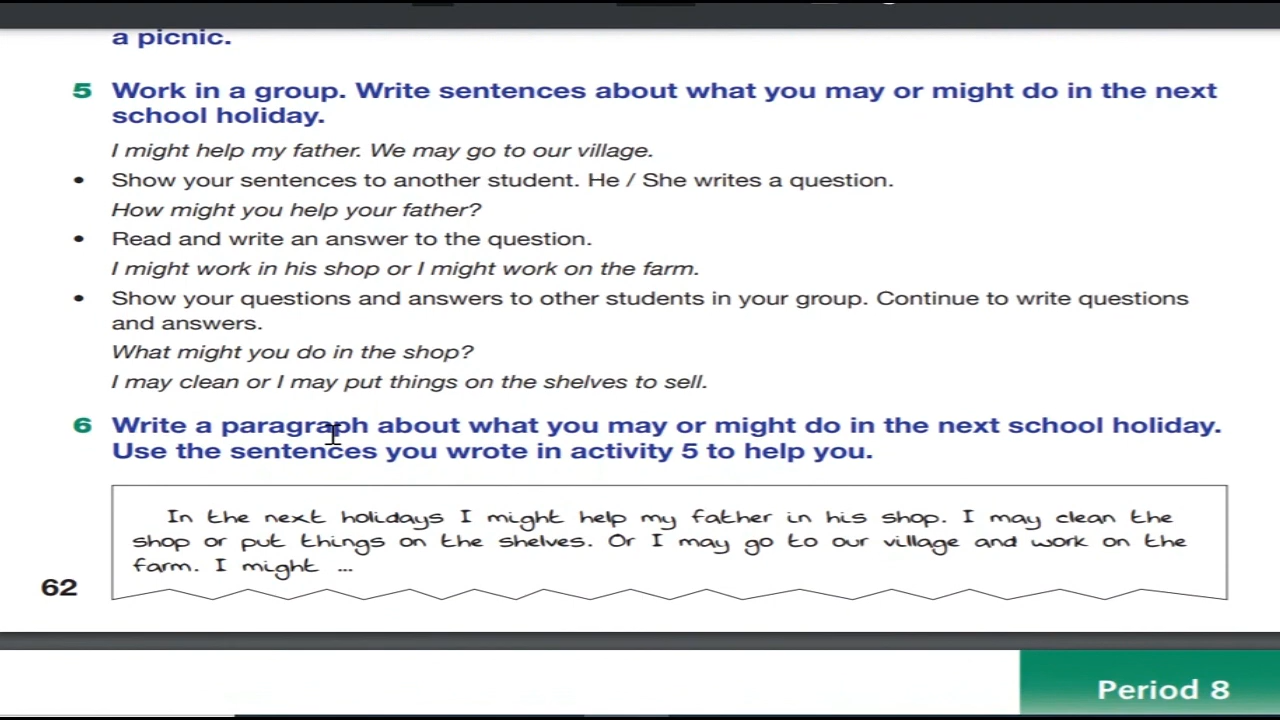 a picnic.
5 Work in a group. Write sentences about what you may or might do in the next
school holiday.
I might help my father. We may go to our village.
• Show your sentences to another student. He / She writes a question.
How might you help your father?
• Read and write an answer to the question.
I might work in his shop or I might work on the farm.
• Show your questions and answers to other students in your group. Continue to write questions
and answers.
What might you do in the shop?
I may clean or I may put things on the shelves to sell.
6 Write a paragraph about what you may or might do in the next school holiday.
Use the sentences you wrote in activity 5 to help you.
In the next holidays I might help my father in his shop. I may clean the
shop or put things on the shelves. Or I may go to our village and work on the
farm. I might ...
62
Period 8